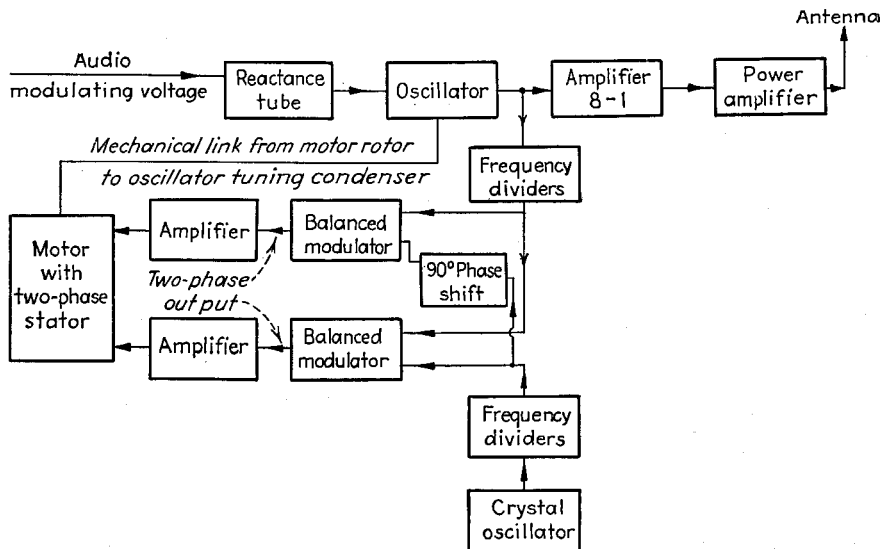 Antenna
Audio
modulating voltage
Reactance
tube
Oscillator
Amplifier
8-1
Power
amplifier
Mechanical link from motor rotor
to oscillator tuning condenser
Frequency
dividers
Motor
with
two-phase
stator
Amplifier
Balanced
modulator
90° Phase
shift
Two-phase
out put
Amplifier
Balanced
modulator
Frequency
dividers
Crystal
oscillator